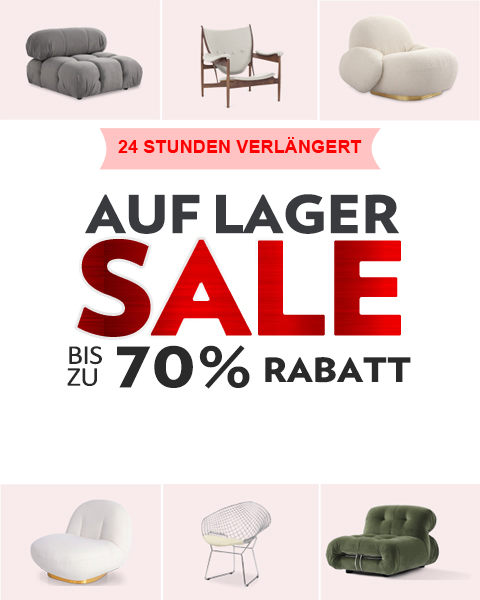 24 STUNDEN VERLÄNGERT
AUF LAGER
SALE
BIS ZU 70% RABATT